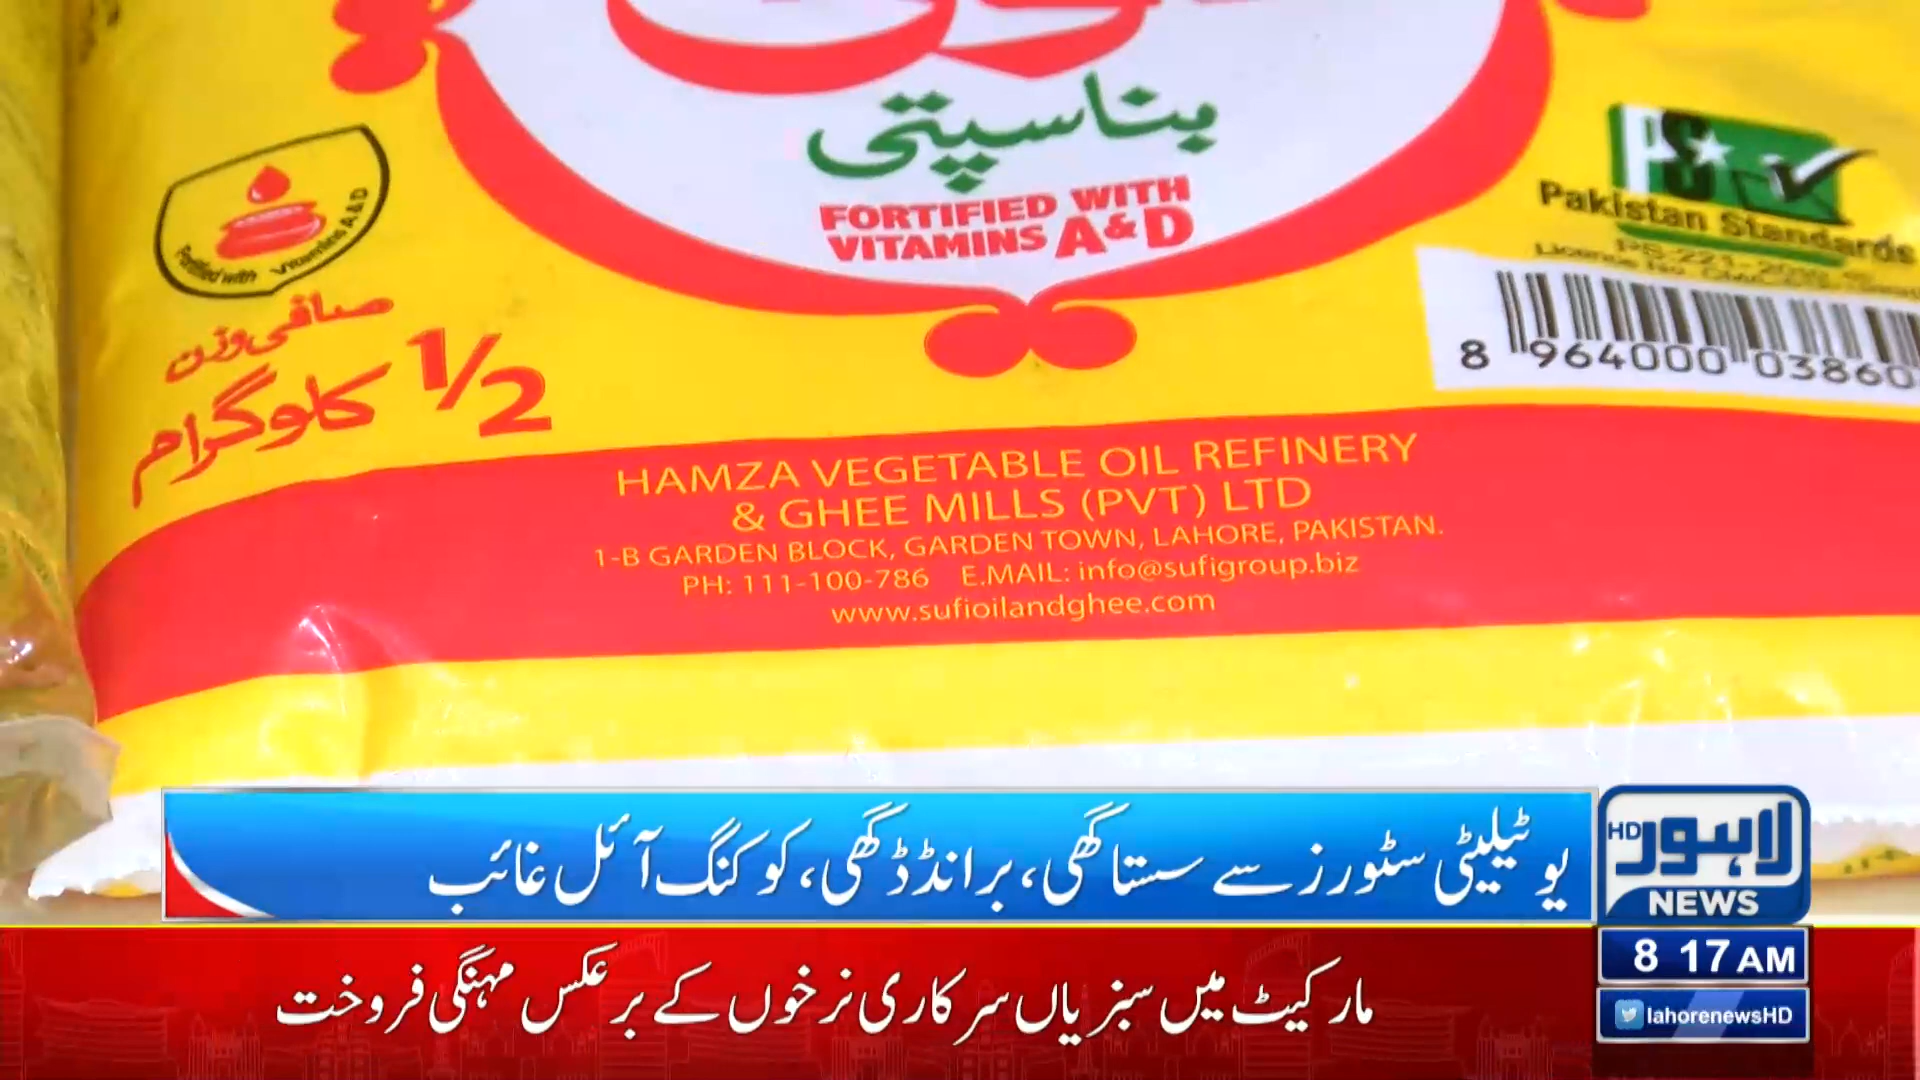 بناسپتی
FORTIFIED WITH
VITAMINS A&D
Fortified with Vitamins A & D
صافی وزن
1/2 کلوگرام
PS
Pakistan Standards
8 964000 03860
HAMZA VEGETABLE OIL REFINERY
& GHEE MILLS (PVT) LTD
1-B GARDEN BLOCK, GARDEN TOWN, LAHORE, PAKISTAN.
PH: 111-100-786 E.MAIL: info@sufigroup.biz
www.sufioilandghee.com
یوٹیلیٹی سٹورز سے سستا گھی، برانڈڈ گھی، کوکنگ آئل غائب
لاہور HD
NEWS
8 17 AM
مارکیٹ میں سبزیاں سرکاری نرخوں کے برعکس مہنگی فروخت
lahorenewsHD